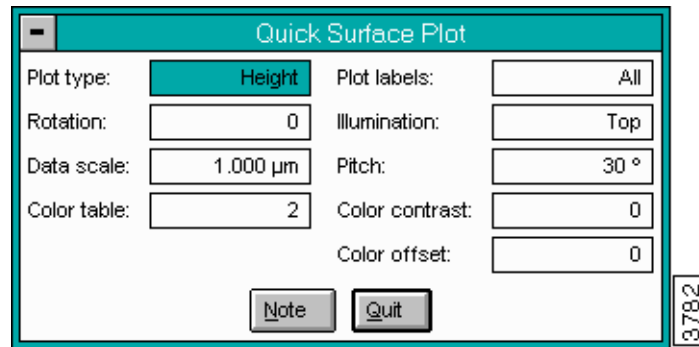 Quick Surface Plot
Plot type: Height Plot labels: All
Rotation: 0 Illumination: Top
Data scale: 1.000 µm Pitch: 30 °
Color table: 2 Color contrast: 0
Color offset: 0
Note Quit
3782